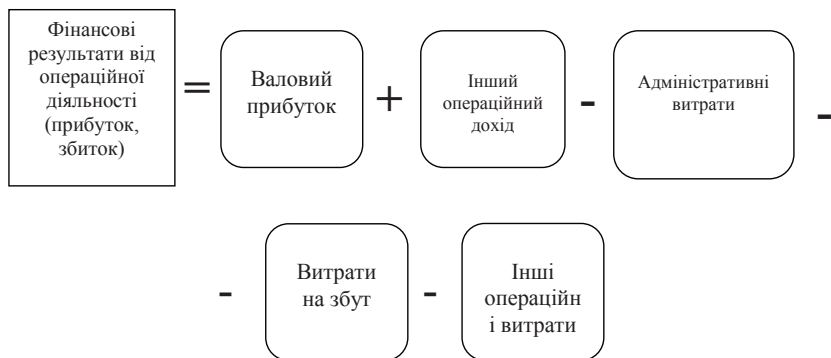 Фінансові
результати від
операційної
діяльності
(прибуток,
збиток)
=
Валовий
прибуток
+
Інший
операційний
дохід
-
Адміністративні
витрати
-
-
Витрати
на збут
-
Інші
операційн
і витрати